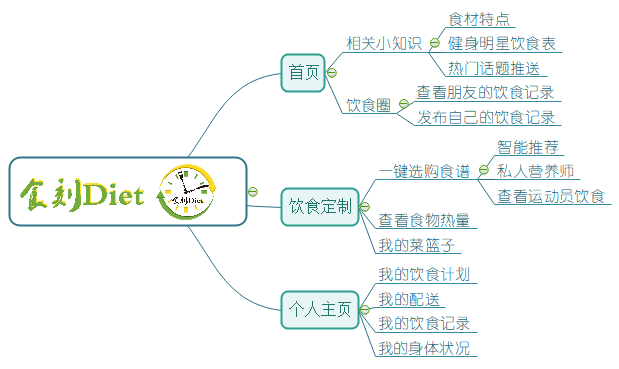 食刻Diet
食刻Diet
首页
相关小知识
食材特点
健身明星饮食表
热门话题推送
饮食圈
查看朋友的饮食记录
发布自己的饮食记录
饮食定制
一键选购食谱
智能推荐
私人营养师
查看运动员饮食
查看食物热量
我的菜篮子
个人主页
我的饮食计划
我的配送
我的饮食记录
我的身体状况